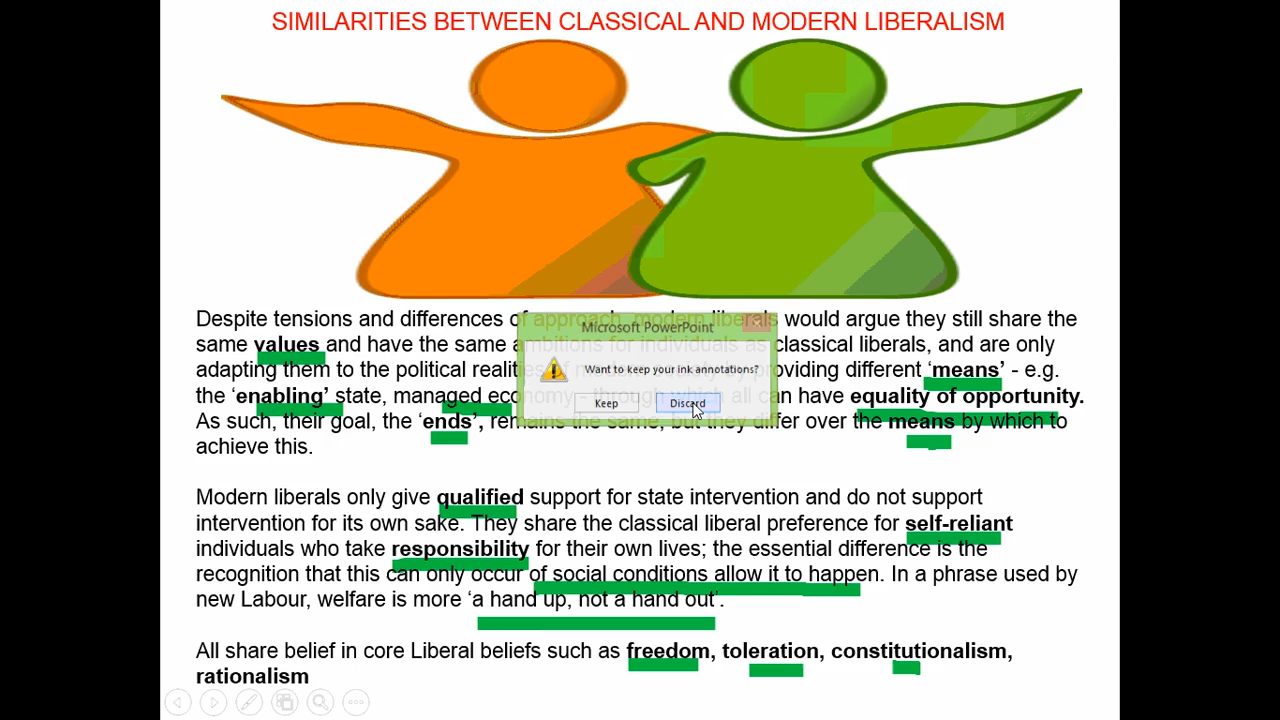 SIMILARITIES BETWEEN CLASSICAL AND MODERN LIBERALISM
Despite tensions and differences of approach, modern liberals would argue they still share the
same values and have the same ambitions for individuals as classical liberals, and are only
adapting them to the political realities of modern society by providing different ‘means’ - e.g.
the ‘enabling’ state, managed economy - through which all can have equality of opportunity.
As such, their goal, the ‘ends’, remains the same, but they differ over the means by which to
achieve this.
Microsoft PowerPoint
Want to keep your ink annotations?
Keep
Discard
Modern liberals only give qualified support for state intervention and do not support
intervention for its own sake. They share the classical liberal preference for self-reliant
individuals who take responsibility for their own lives; the essential difference is the
recognition that this can only occur of social conditions allow it to happen. In a phrase used by
new Labour, welfare is more ‘a hand up, not a hand out’.
All share belief in core Liberal beliefs such as freedom, toleration, constitutionalism,
rationalism